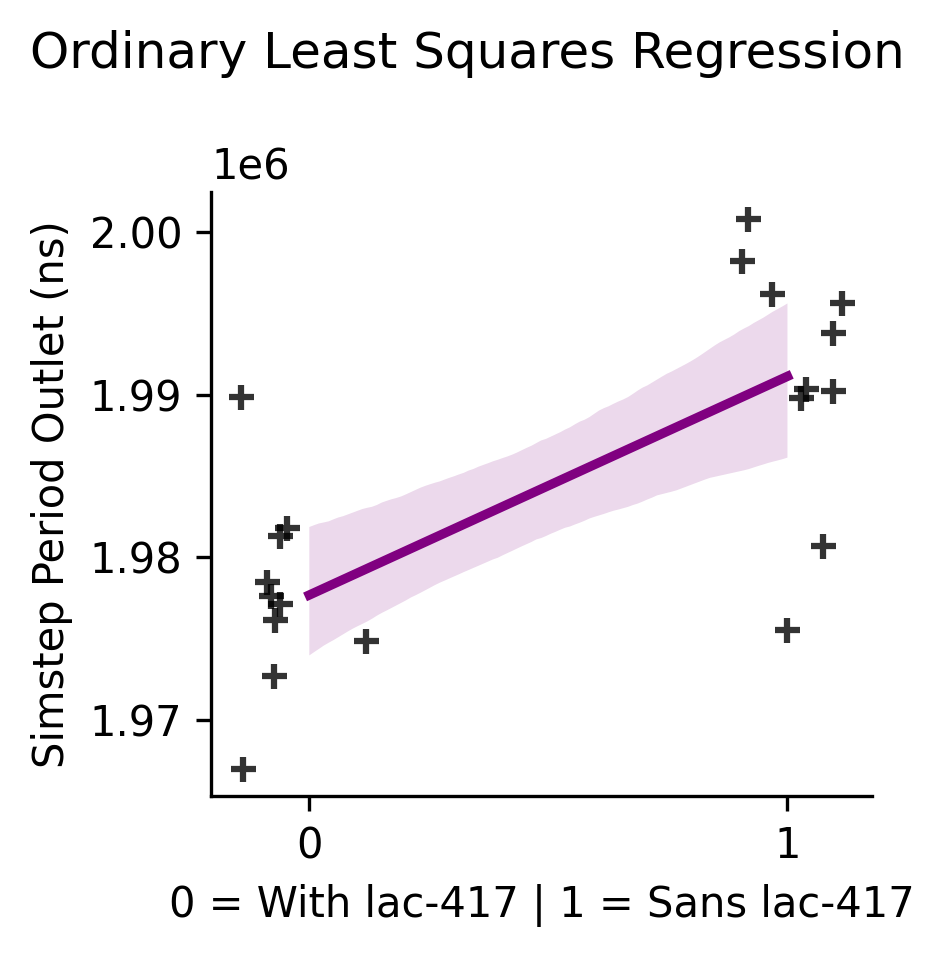 Ordinary Least Squares Regression
1e6
Simstep Period Outlet (ns)
2.00
1.99
1.98
1.97
0 1
0 = With lac-417 | 1 = Sans lac-417